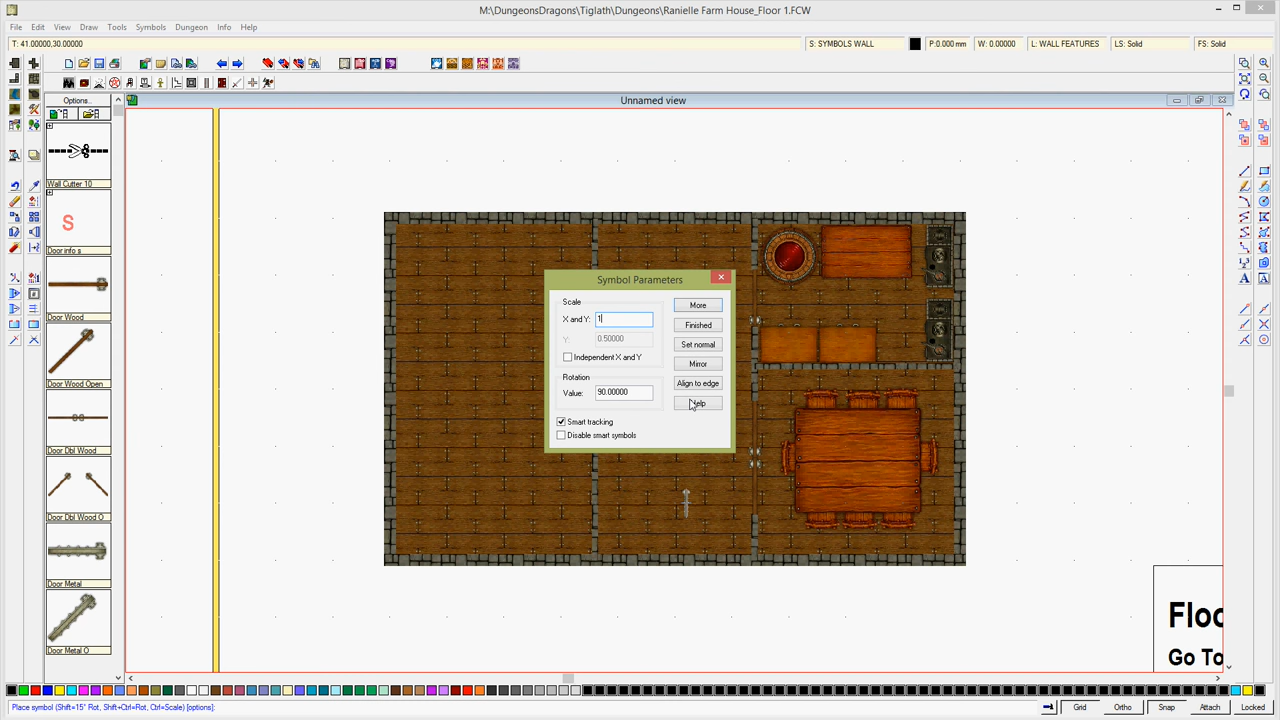 M:\DungeonsDragons\Tiglath\Dungeons\Ranielle Farm House_Floor 1.FCW
File Edit View Draw Tools Symbols Dungeon Info Help
T: 41.00000,30.00000 S: SYMBOLS WALL P:0.000 mm W: 0.00000 L: WALL FEATURES LS: Solid FS: Solid
Options..
Unnamed view
Wall Cutter 10
S
Door info s
Door Wood
Door Wood Open
Door Dbl Wood
Door Dbl Wood O
Door Metal
Door Metal O
Symbol Parameters
Scale
X and Y: 1
Y: 0.50000
Independent X and Y
Rotation
Value: 90.00000
Smart tracking
Disable smart symbols
More
Finished
Set normal
Mirror
Align to edge
Help
Floo
Go To
Place symbol (Shift=15° Rot, Shift+Ctrl=Rot, Ctrl=Scale) [options]:
Grid Ortho Snap Attach Locked